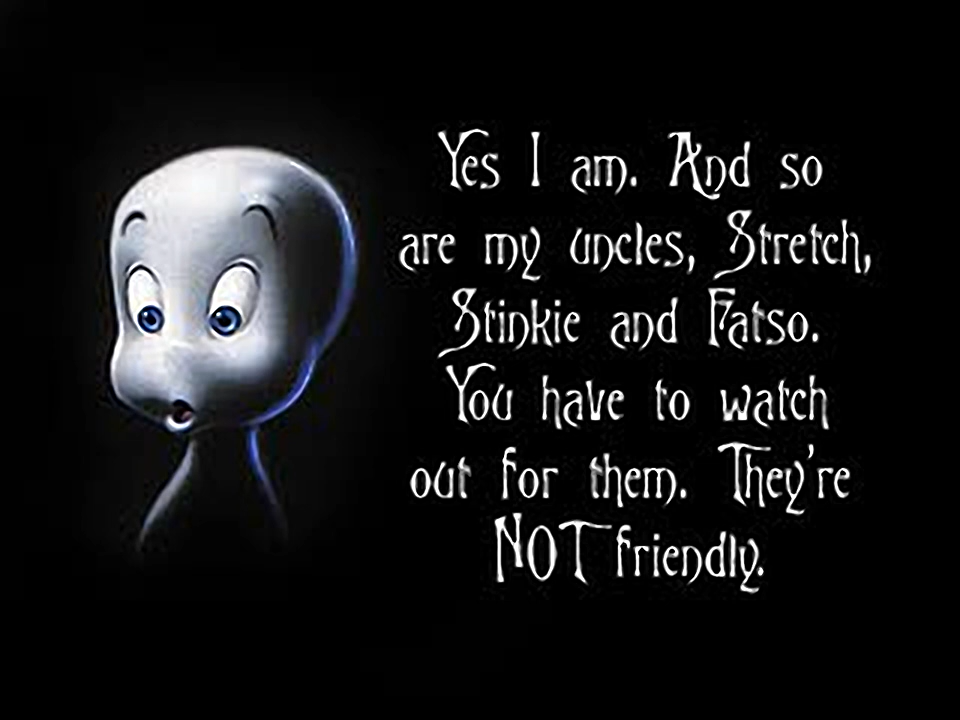 Yes I am. And so
are my uncles, Stretch,
Stinkie and Fatso.
You have to watch
out for them. They're
NOT friendly.